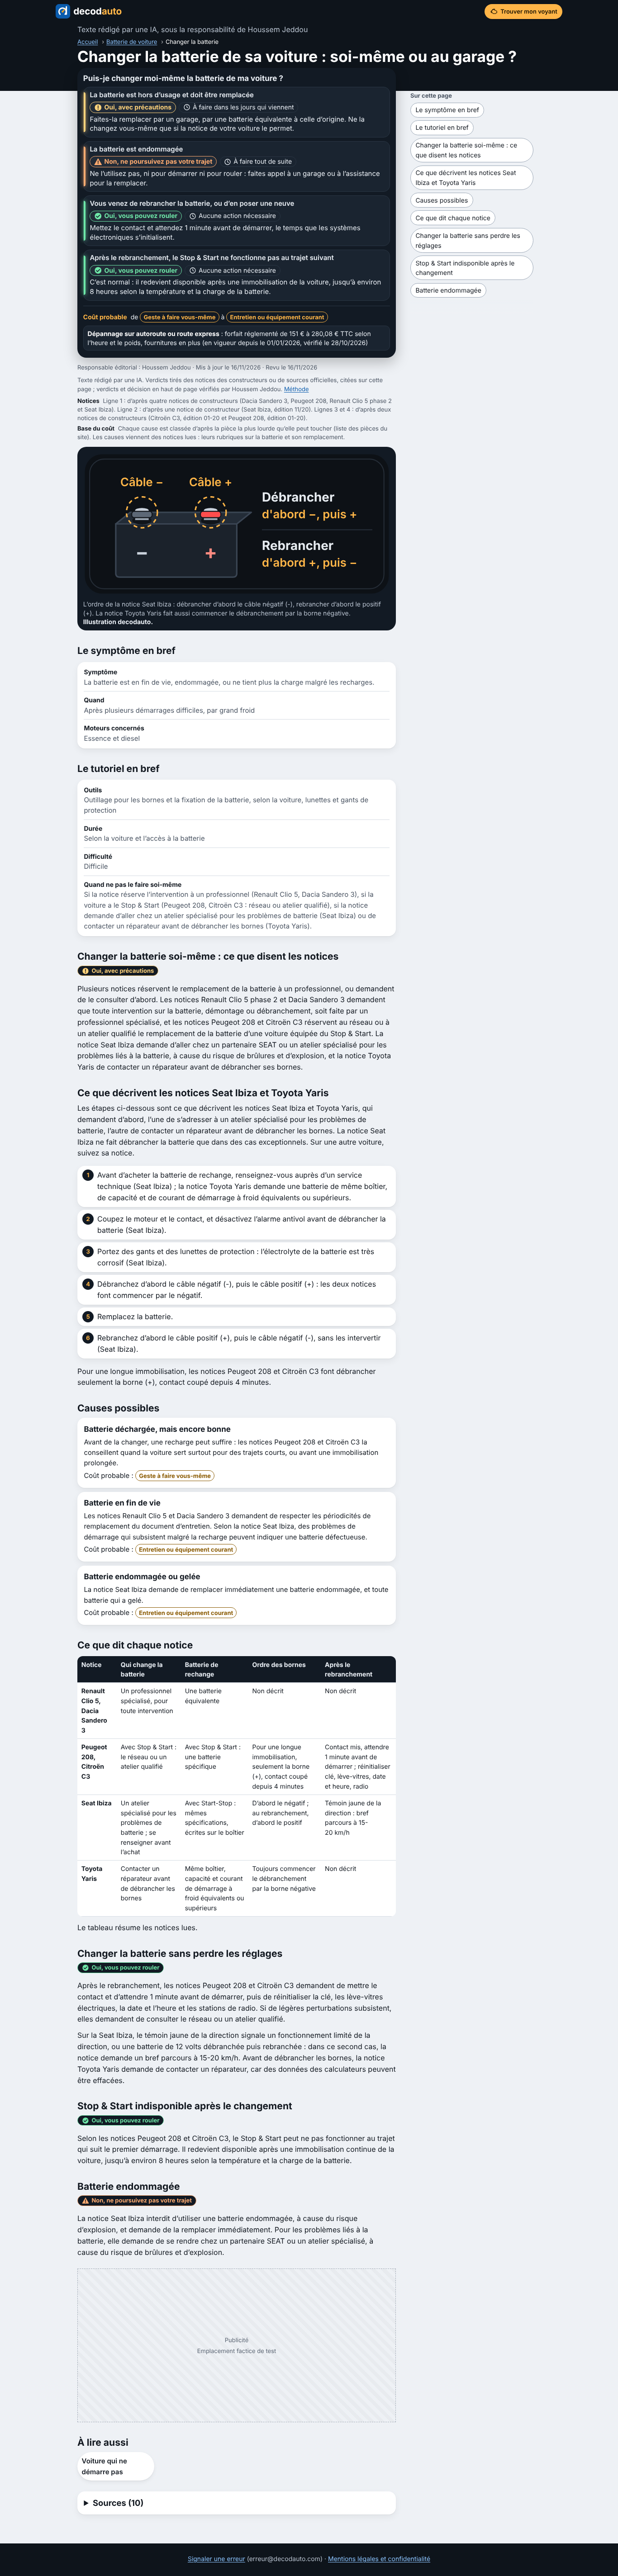 decodauto
Trouver mon voyant
Texte rédigé par une IA, sous la responsabilité de Houssem Jeddou
Accueil › Batterie de voiture › Changer la batterie
Changer la batterie de sa voiture : soi-même ou au garage ?
Puis-je changer moi-même la batterie de ma voiture ?
La batterie est hors d’usage et doit être remplacée
Oui, avec précautions
À faire dans les jours qui viennent
Faites-la remplacer par un garage, par une batterie équivalente à celle d’origine. Ne la
changez vous-même que si la notice de votre voiture le permet.
La batterie est endommagée
Non, ne poursuivez pas votre trajet
À faire tout de suite
Ne l’utilisez pas, ni pour démarrer ni pour rouler : faites appel à un garage ou à l’assistance
pour la remplacer.
Vous venez de rebrancher la batterie, ou d’en poser une neuve
Oui, vous pouvez rouler
Aucune action nécessaire
Mettez le contact et attendez 1 minute avant de démarrer, le temps que les systèmes
électroniques s’initialisent.
Après le rebranchement, le Stop & Start ne fonctionne pas au trajet suivant
Oui, vous pouvez rouler
Aucune action nécessaire
C’est normal : il redevient disponible après une immobilisation de la voiture, jusqu’à environ
8 heures selon la température et la charge de la batterie.
Coût probable de Geste à faire vous-même à Entretien ou équipement courant
Dépannage sur autoroute ou route express : forfait réglementé de 151 € à 280,08 € TTC selon
l’heure et le poids, fournitures en plus (en vigueur depuis le 01/01/2026, vérifié le 28/10/2026)
Sur cette page
Le symptôme en bref
Le tutoriel en bref
Changer la batterie soi-même : ce
que disent les notices
Ce que décrivent les notices Seat
Ibiza et Toyota Yaris
Causes possibles
Ce que dit chaque notice
Changer la batterie sans perdre les
réglages
Stop & Start indisponible après le
changement
Batterie endommagée
Responsable éditorial : Houssem Jeddou · Mis à jour le 16/11/2026 · Revu le 16/11/2026
Texte rédigé par une IA. Verdicts tirés des notices des constructeurs ou de sources officielles, citées sur cette
page ; verdicts et décision en haut de page vérifiés par Houssem Jeddou. Méthode
Notices Ligne 1 : d’après quatre notices de constructeurs (Dacia Sandero 3, Peugeot 208, Renault Clio 5 phase 2
et Seat Ibiza). Ligne 2 : d’après une notice de constructeur (Seat Ibiza, édition 11/20). Lignes 3 et 4 : d’après deux
notices de constructeurs (Citroën C3, édition 01-20 et Peugeot 208, édition 01-20).
Base du coût Chaque cause est classée d’après la pièce la plus lourde qu’elle peut toucher (liste des pièces du
site). Les causes viennent des notices lues : leurs rubriques sur la batterie et son remplacement.
Câble − Câble +
Débrancher
d'abord −, puis +
Rebrancher
d'abord +, puis −
− +
L’ordre de la notice Seat Ibiza : débrancher d’abord le câble négatif (-), rebrancher d’abord le positif
(+). La notice Toyota Yaris fait aussi commencer le débranchement par la borne négative.
Illustration decodauto.
Le symptôme en bref
Symptôme
La batterie est en fin de vie, endommagée, ou ne tient plus la charge malgré les recharges.
Quand
Après plusieurs démarrages difficiles, par grand froid
Moteurs concernés
Essence et diesel
Le tutoriel en bref
Outils
Outillage pour les bornes et la fixation de la batterie, selon la voiture, lunettes et gants de
protection
Durée
Selon la voiture et l’accès à la batterie
Difficulté
Difficile
Quand ne pas le faire soi-même
Si la notice réserve l’intervention à un professionnel (Renault Clio 5, Dacia Sandero 3), si la
voiture a le Stop & Start (Peugeot 208, Citroën C3 : réseau ou atelier qualifié), si la notice
demande d’aller chez un atelier spécialisé pour les problèmes de batterie (Seat Ibiza) ou de
contacter un réparateur avant de débrancher les bornes (Toyota Yaris).
Changer la batterie soi-même : ce que disent les notices
Oui, avec précautions
Plusieurs notices réservent le remplacement de la batterie à un professionnel, ou demandent
de le consulter d’abord. Les notices Renault Clio 5 phase 2 et Dacia Sandero 3 demandent
que toute intervention sur la batterie, démontage ou débranchement, soit faite par un
professionnel spécialisé, et les notices Peugeot 208 et Citroën C3 réservent au réseau ou à
un atelier qualifié le remplacement de la batterie d’une voiture équipée du Stop & Start. La
notice Seat Ibiza demande d’aller chez un partenaire SEAT ou un atelier spécialisé pour les
problèmes liés à la batterie, à cause du risque de brûlures et d’explosion, et la notice Toyota
Yaris de contacter un réparateur avant de débrancher ses bornes.
Ce que décrivent les notices Seat Ibiza et Toyota Yaris
Les étapes ci-dessous sont ce que décrivent les notices Seat Ibiza et Toyota Yaris, qui
demandent d’abord, l’une de s’adresser à un atelier spécialisé pour les problèmes de
batterie, l’autre de contacter un réparateur avant de débrancher les bornes. La notice Seat
Ibiza ne fait débrancher la batterie que dans des cas exceptionnels. Sur une autre voiture,
suivez sa notice.
1 Avant d’acheter la batterie de rechange, renseignez-vous auprès d’un service
technique (Seat Ibiza) ; la notice Toyota Yaris demande une batterie de même boîtier,
de capacité et de courant de démarrage à froid équivalents ou supérieurs.
2 Coupez le moteur et le contact, et désactivez l’alarme antivol avant de débrancher la
batterie (Seat Ibiza).
3 Portez des gants et des lunettes de protection : l’électrolyte de la batterie est très
corrosif (Seat Ibiza).
4 Débranchez d’abord le câble négatif (-), puis le câble positif (+) : les deux notices
font commencer par le négatif.
5 Remplacez la batterie.
6 Rebranchez d’abord le câble positif (+), puis le câble négatif (-), sans les intervertir
(Seat Ibiza).
Pour une longue immobilisation, les notices Peugeot 208 et Citroën C3 font débrancher
seulement la borne (+), contact coupé depuis 4 minutes.
Causes possibles
Batterie déchargée, mais encore bonne
Avant de la changer, une recharge peut suffire : les notices Peugeot 208 et Citroën C3 la
conseillent quand la voiture sert surtout pour des trajets courts, ou avant une immobilisation
prolongée.
Coût probable : Geste à faire vous-même
Batterie en fin de vie
Les notices Renault Clio 5 et Dacia Sandero 3 demandent de respecter les périodicités de
remplacement du document d’entretien. Selon la notice Seat Ibiza, des problèmes de
démarrage qui subsistent malgré la recharge peuvent indiquer une batterie défectueuse.
Coût probable : Entretien ou équipement courant
Batterie endommagée ou gelée
La notice Seat Ibiza demande de remplacer immédiatement une batterie endommagée, et toute
batterie qui a gelé.
Coût probable : Entretien ou équipement courant
Ce que dit chaque notice
Notice | Qui change la batterie | Batterie de rechange | Ordre des bornes | Après le rebranchement
Renault Clio 5, Dacia Sandero 3 | Un professionnel spécialisé, pour toute intervention | Une batterie équivalente | Non décrit | Non décrit
Peugeot 208, Citroën C3 | Avec Stop & Start : le réseau ou un atelier qualifié | Avec Stop & Start : une batterie spécifique | Pour une longue immobilisation, seulement la borne (+), contact coupé depuis 4 minutes | Contact mis, attendre 1 minute avant de démarrer ; réinitialiser clé, lève-vitres, date et heure, radio
Seat Ibiza | Un atelier spécialisé pour les problèmes de batterie ; se renseigner avant l’achat | Avec Start-Stop : mêmes spécifications, écrites sur le boîtier | D’abord le négatif ; au rebranchement, d’abord le positif | Témoin jaune de la direction : bref parcours à 15-20 km/h
Toyota Yaris | Contacter un réparateur avant de débrancher les bornes | Même boîtier, capacité et courant de démarrage à froid équivalents ou supérieurs | Toujours commencer le débranchement par la borne négative | Non décrit
Le tableau résume les notices lues.
Changer la batterie sans perdre les réglages
Oui, vous pouvez rouler
Après le rebranchement, les notices Peugeot 208 et Citroën C3 demandent de mettre le
contact et d’attendre 1 minute avant de démarrer, puis de réinitialiser la clé, les lève-vitres
électriques, la date et l’heure et les stations de radio. Si de légères perturbations subsistent,
elles demandent de consulter le réseau ou un atelier qualifié.
Sur la Seat Ibiza, le témoin jaune de la direction signale un fonctionnement limité de la
direction, ou une batterie de 12 volts débranchée puis rebranchée : dans ce second cas, la
notice demande un bref parcours à 15-20 km/h. Avant de débrancher les bornes, la notice
Toyota Yaris demande de contacter un réparateur, car des données des calculateurs peuvent
être effacées.
Stop & Start indisponible après le changement
Oui, vous pouvez rouler
Selon les notices Peugeot 208 et Citroën C3, le Stop & Start peut ne pas fonctionner au trajet
qui suit le premier démarrage. Il redevient disponible après une immobilisation continue de la
voiture, jusqu’à environ 8 heures selon la température et la charge de la batterie.
Batterie endommagée
Non, ne poursuivez pas votre trajet
La notice Seat Ibiza interdit d’utiliser une batterie endommagée, à cause du risque
d’explosion, et demande de la remplacer immédiatement. Pour les problèmes liés à la
batterie, elle demande de se rendre chez un partenaire SEAT ou un atelier spécialisé, à
cause du risque de brûlures et d’explosion.
Publicité
Emplacement factice de test
À lire aussi
Voiture qui ne
démarre pas
Sources (10)
Signaler une erreur (erreur@decodauto.com) · Mentions légales et confidentialité